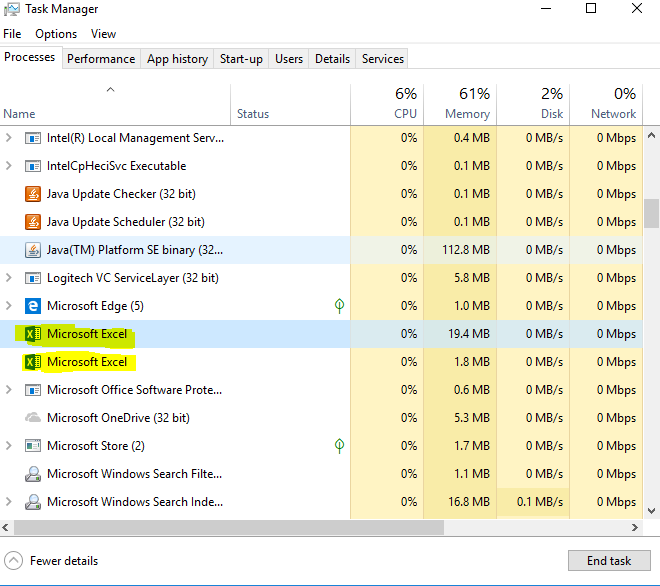 Task Manager
File Options View
Processes Performance App history Start-up Users Details Services
6% 61% 2% 0%
Name Status CPU Memory Disk Network
Intel(R) Local Management Serv... 0% 0.4 MB 0 MB/s 0 Mbps
IntelCpHeciSvc Executable 0% 0.1 MB 0 MB/s 0 Mbps
Java Update Checker (32 bit) 0% 0.1 MB 0 MB/s 0 Mbps
Java Update Scheduler (32 bit) 0% 0.1 MB 0 MB/s 0 Mbps
Java(TM) Platform SE binary (32... 0% 112.8 MB 0 MB/s 0 Mbps
Logitech VC ServiceLayer (32 bit) 0% 5.8 MB 0 MB/s 0 Mbps
Microsoft Edge (5) 0% 1.0 MB 0 MB/s 0 Mbps
Microsoft Excel 0% 19.4 MB 0 MB/s 0 Mbps
Microsoft Excel 0% 1.8 MB 0 MB/s 0 Mbps
Microsoft Office Software Prote... 0% 0.6 MB 0 MB/s 0 Mbps
Microsoft OneDrive (32 bit) 0% 5.3 MB 0 MB/s 0 Mbps
Microsoft Store (2) 0% 1.7 MB 0 MB/s 0 Mbps
Microsoft Windows Search Filte... 0% 1.1 MB 0 MB/s 0 Mbps
Microsoft Windows Search Inde... 0% 16.8 MB 0.1 MB/s 0 Mbps
Fewer details End task